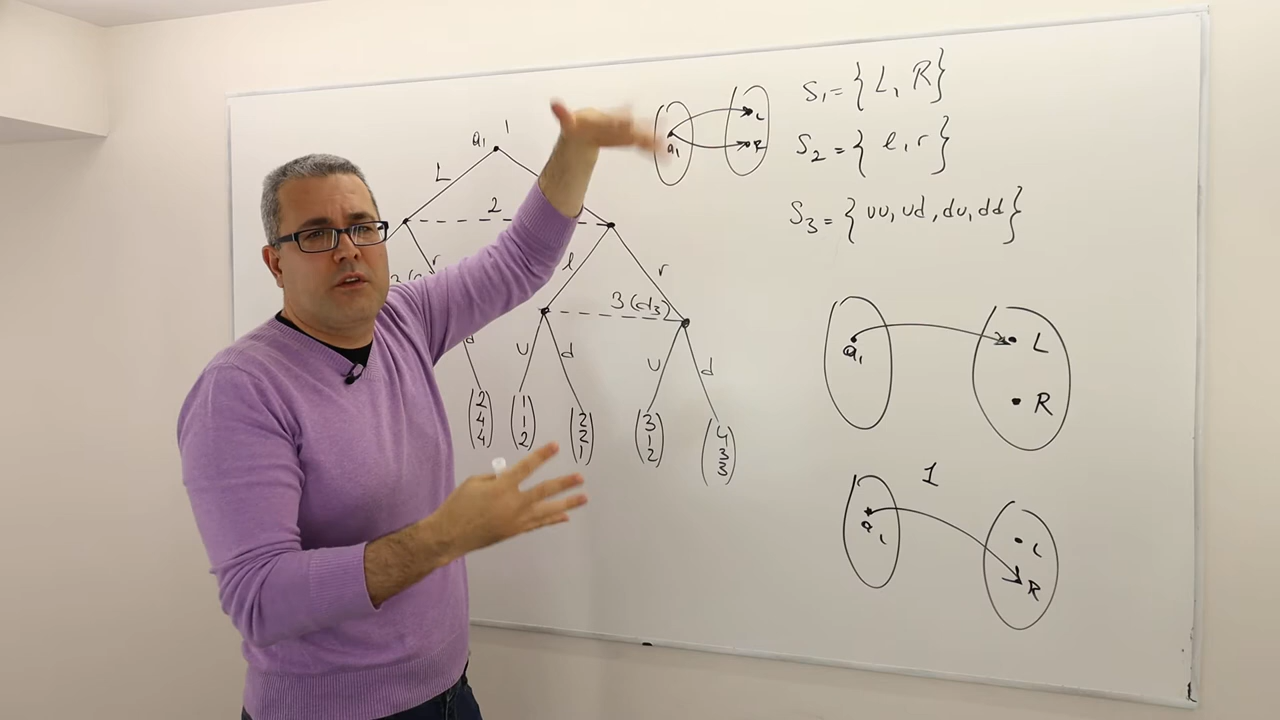 S₁ = { L, R }
S₂ = { l, r }
S₃ = { uu, ud, du, dd }
a₁ 1
a₁ L R
L
2
r
l
r
3(d₃)
d
u
d
u
d
(2 4 4) (1 1 2) (2 2 1) (3 1 2) (4 3 3)
a₁ L
R
1
a₁ L
R